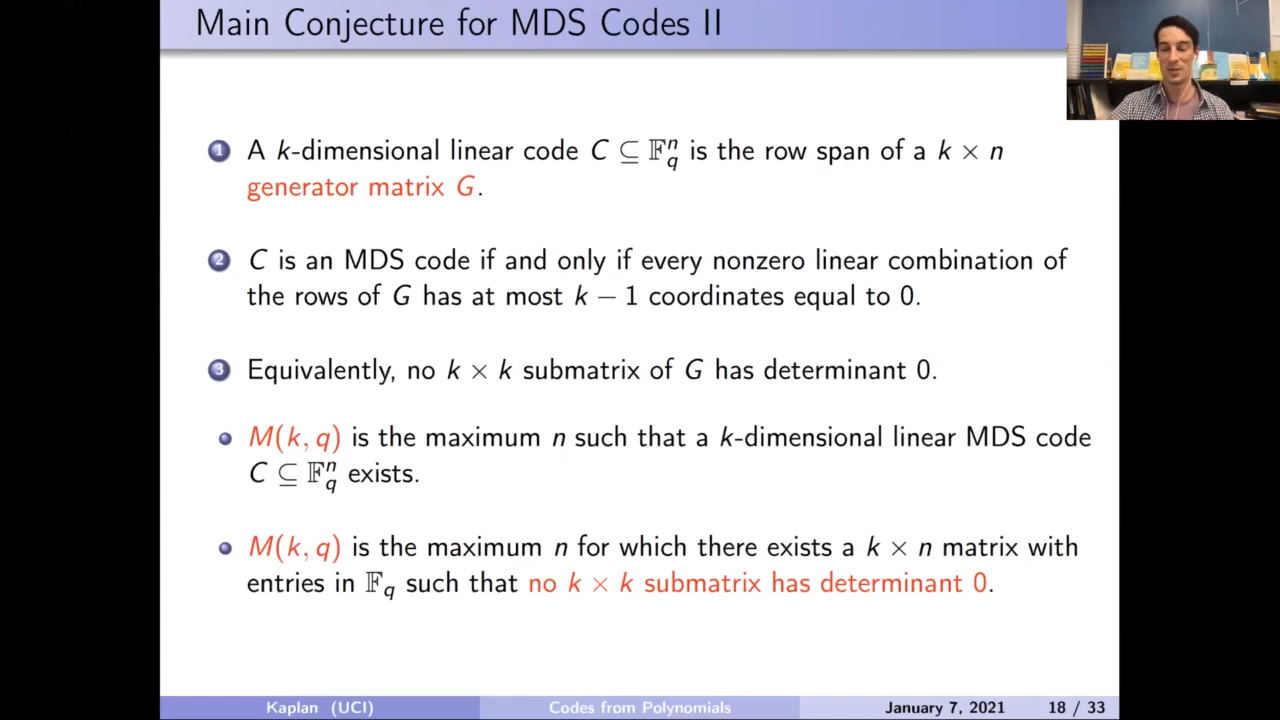 Main Conjecture for MDS Codes II
1 A k-dimensional linear code C ⊆ 𝔽_q^n is the row span of a k × n
generator matrix G.
2 C is an MDS code if and only if every nonzero linear combination of
the rows of G has at most k − 1 coordinates equal to 0.
3 Equivalently, no k × k submatrix of G has determinant 0.
M(k, q) is the maximum n such that a k-dimensional linear MDS code
C ⊆ 𝔽_q^n exists.
M(k, q) is the maximum n for which there exists a k × n matrix with
entries in 𝔽_q such that no k × k submatrix has determinant 0.
Kaplan (UCI) Codes from Polynomials January 7, 2021 18 / 33